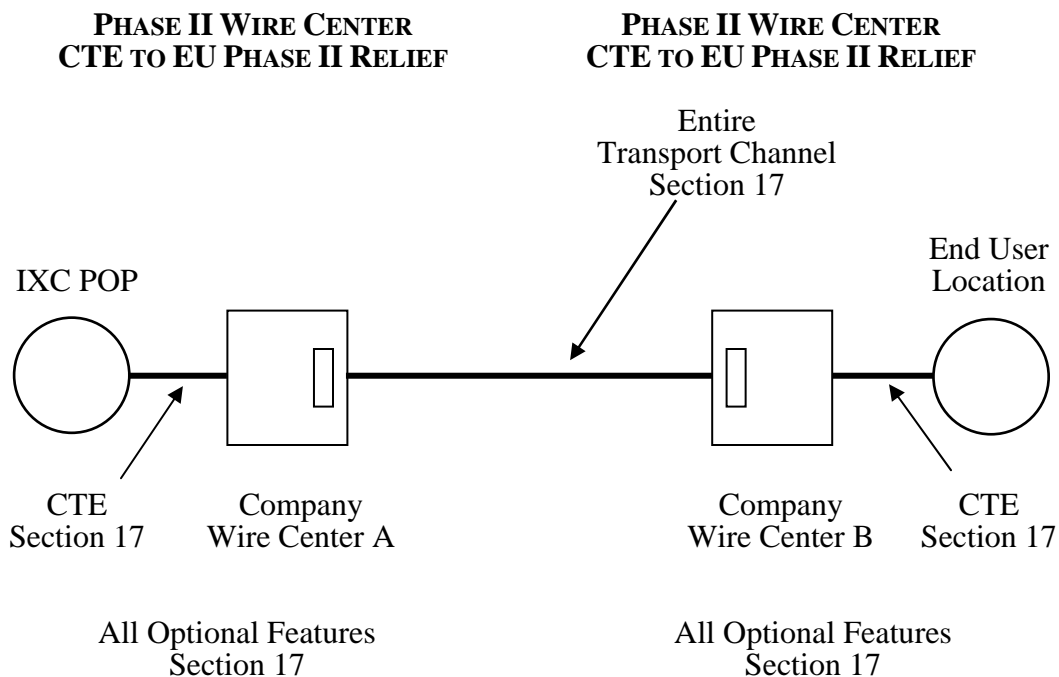 PHASE II WIRE CENTER
CTE TO EU PHASE II RELIEF
PHASE II WIRE CENTER
CTE TO EU PHASE II RELIEF
Entire
Transport Channel
Section 17
IXC POP
End User
Location
CTE
Section 17
Company
Wire Center A
Company
Wire Center B
CTE
Section 17
All Optional Features
Section 17
All Optional Features
Section 17